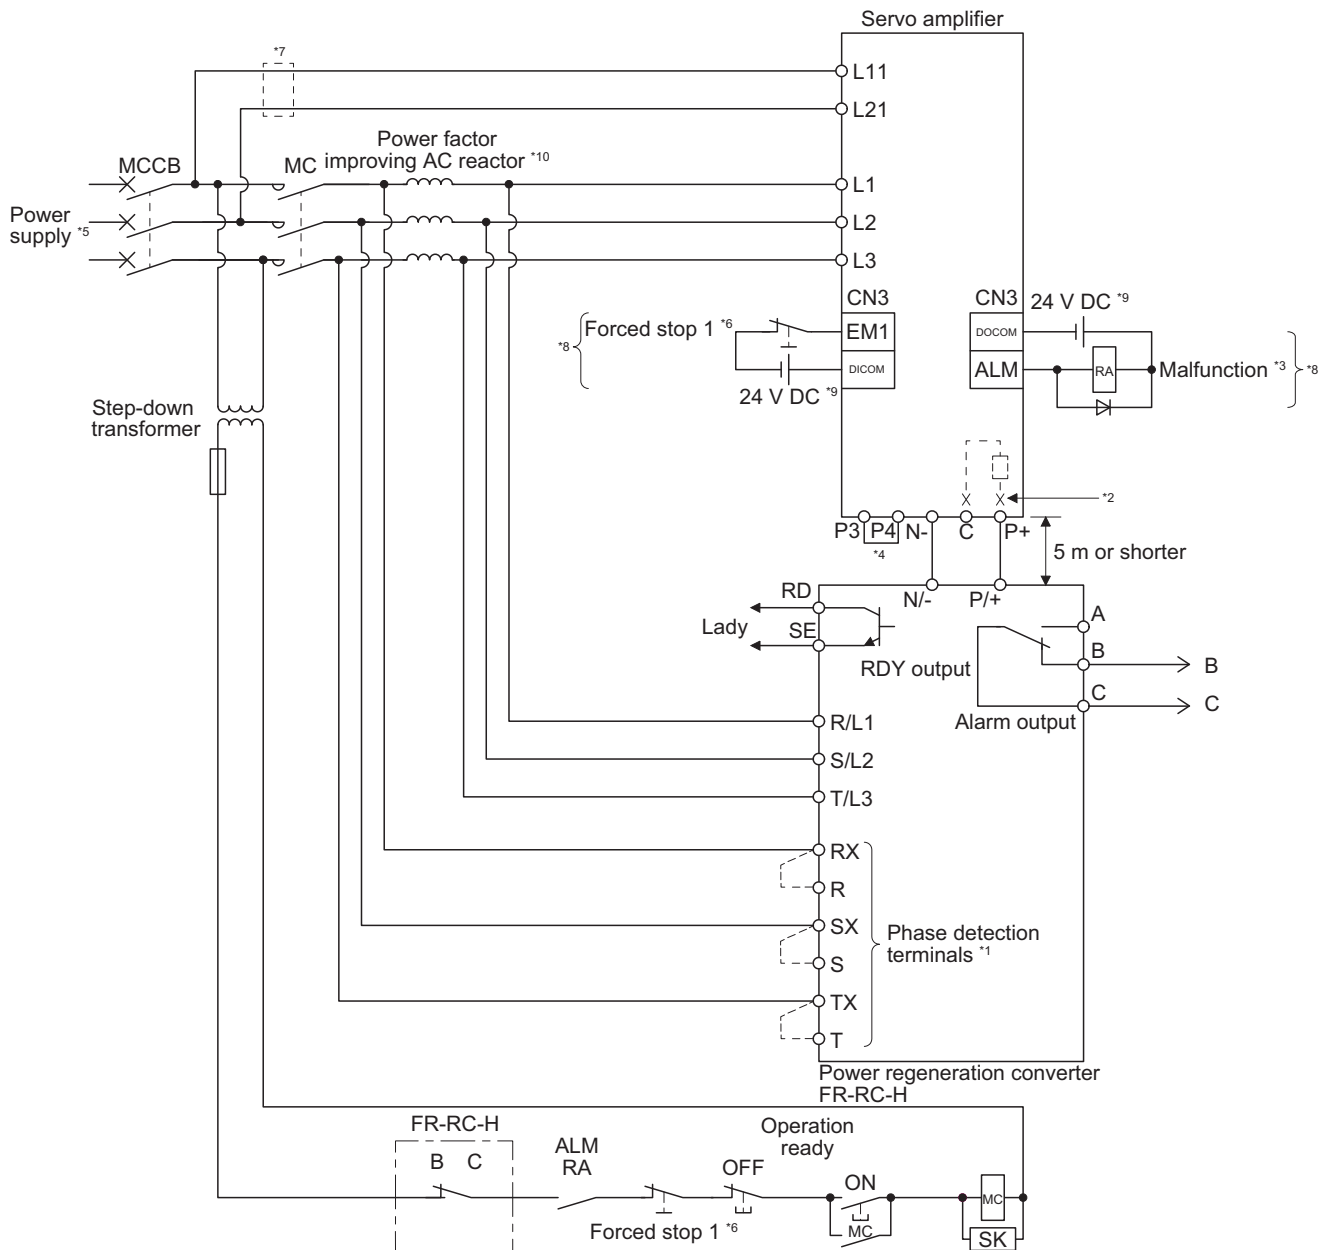 Servo amplifier
*7
L11
L21
Power factor
improving AC reactor *10
MCCB
MC
L1
Power
supply *5
L2
L3
CN3
CN3
24 V DC *9
*8
Forced stop 1 *6
EM1
DOCOM
DICOM
ALM
RA
Malfunction *3
*8
24 V DC *9
Step-down
transformer
*2
P3
P4
N-
C
P+
*4
5 m or shorter
N/-
P/+
RD
Lady
SE
A
RDY output
B
B
C
C
Alarm output
R/L1
S/L2
T/L3
RX
R
SX
Phase detection
terminals *1
S
TX
T
Power regeneration converter
FR-RC-H
FR-RC-H
B
C
ALM
RA
OFF
Operation
ready
ON
MC
MC
Forced stop 1 *6
SK